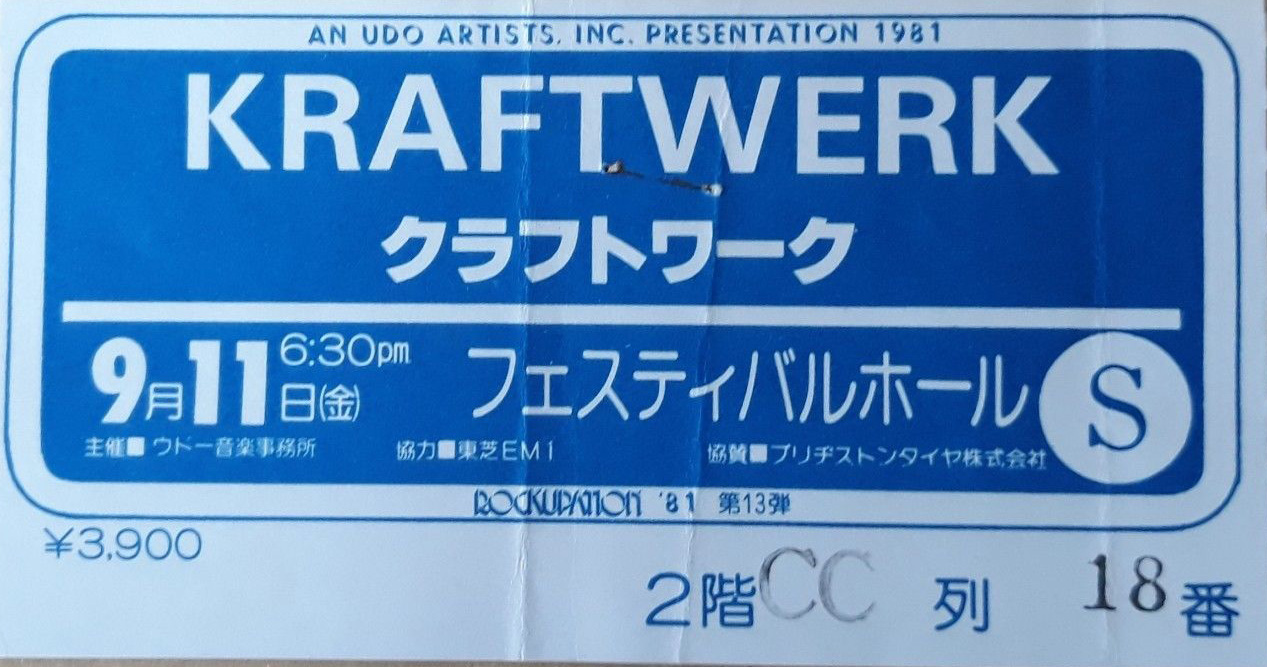 AN UDO ARTISTS, INC. PRESENTATION 1981
KRAFTWERK
クラフトワーク
9月11日(金) 6:30pm フェスティバルホール S
主催■ウドー音楽事務所 協力■東芝EMI 協賛■ブリヂストンタイヤ株式会社
ROCKUPATION '81 第13弾
¥3,900
2階CC列 18番